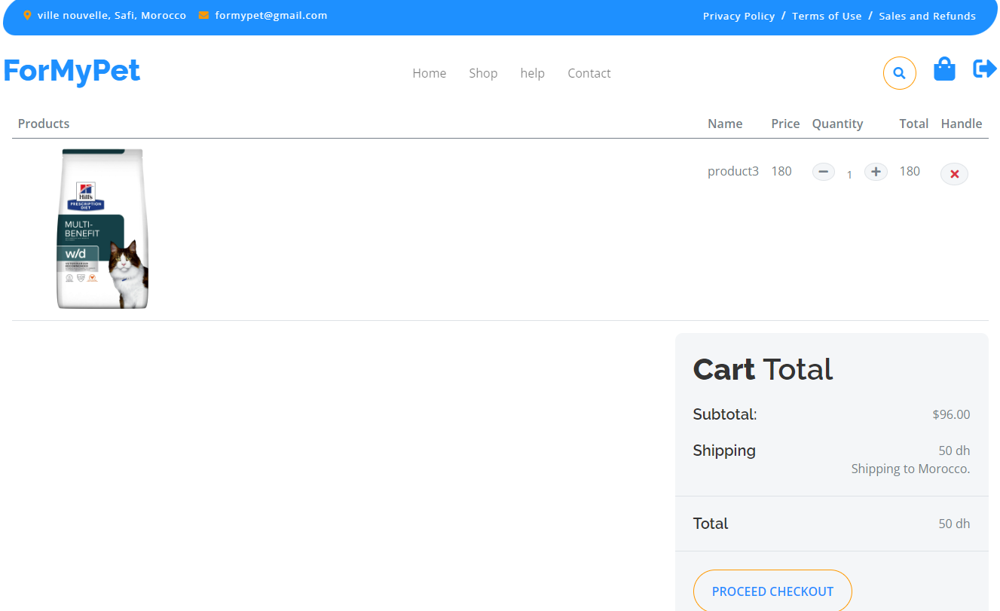 ville nouvelle, Safi, Morocco formypet@gmail.com Privacy Policy / Terms of Use / Sales and Refunds
ForMyPet Home Shop help Contact
Products Name Price Quantity Total Handle
product3 180 1 180
Hill's
PRESCRIPTION
DIET
MULTI-
BENEFIT
w/d
Cart Total
Subtotal: $96.00
Shipping 50 dh
Shipping to Morocco.
Total 50 dh
PROCEED CHECKOUT